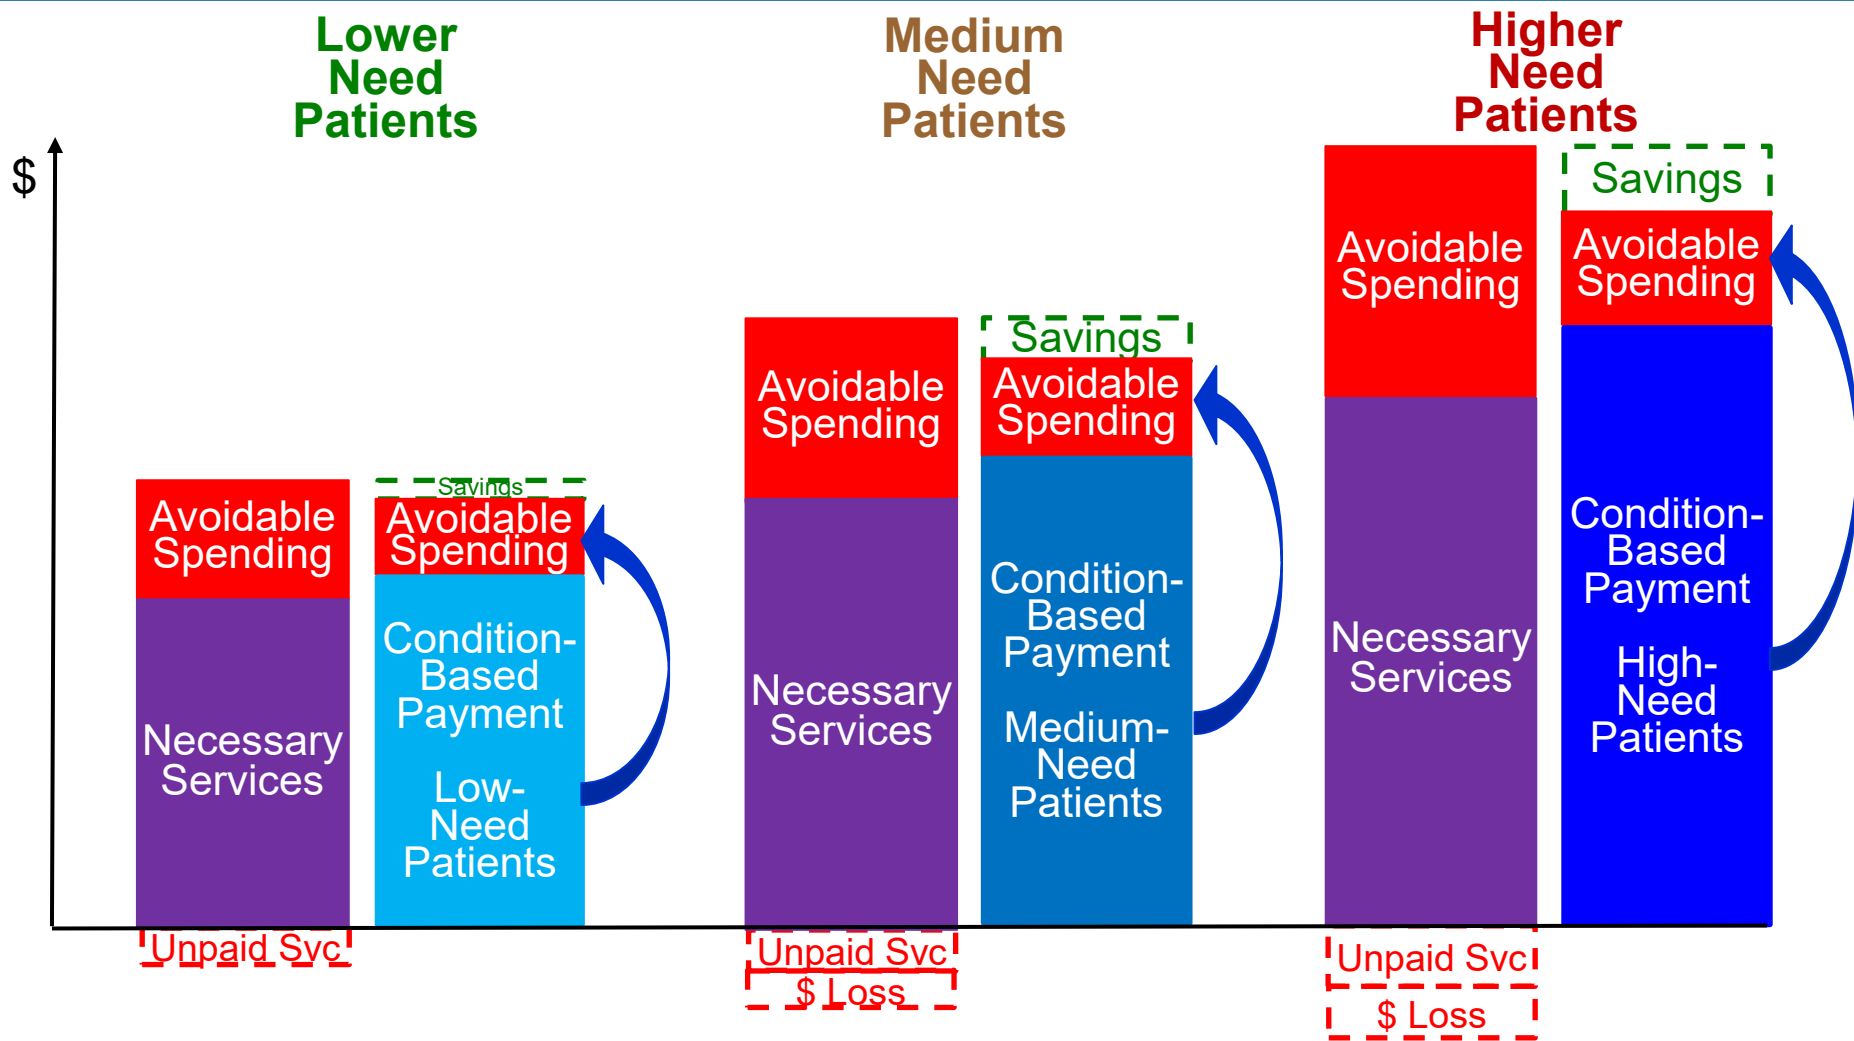 Lower
Need
Patients
Medium
Need
Patients
Higher
Need
Patients
$
Avoidable
Spending
Necessary
Services
Unpaid Svc
Savings
Avoidable
Spending
Condition-
Based
Payment
Low-
Need
Patients
Avoidable
Spending
Necessary
Services
Unpaid Svc
$ Loss
Savings
Avoidable
Spending
Condition-
Based
Payment
Medium-
Need
Patients
Avoidable
Spending
Necessary
Services
Unpaid Svc
$ Loss
Savings
Avoidable
Spending
Condition-
Based
Payment
High-
Need
Patients